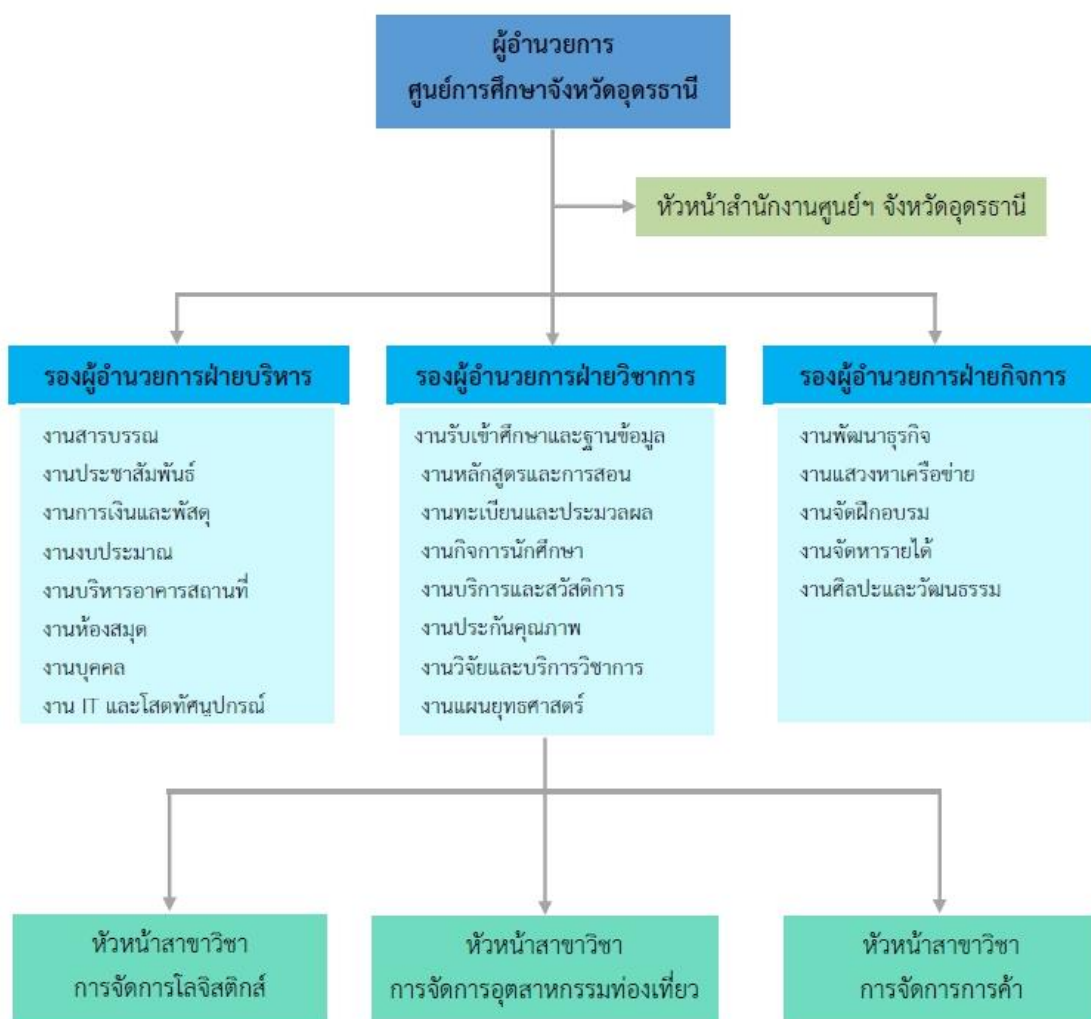 ผู้อำนวยการ
ศูนย์การศึกษาจังหวัดอุดรธานี
หัวหน้าสำนักงานศูนย์ฯ จังหวัดอุดรธานี
รองผู้อำนวยการฝ่ายบริหาร
งานสารบรรณ
งานประชาสัมพันธ์
งานการเงินและพัสดุ
งานงบประมาณ
งานบริหารอาคารสถานที่
งานห้องสมุด
งานบุคคล
งาน IT และโสตทัศนูปกรณ์
รองผู้อำนวยการฝ่ายวิชาการ
งานรับเข้าศึกษาและฐานข้อมูล
งานหลักสูตรและการสอน
งานทะเบียนและประมวลผล
งานกิจการนักศึกษา
งานบริการและสวัสดิการ
งานประกันคุณภาพ
งานวิจัยและบริการวิชาการ
งานแผนยุทธศาสตร์
รองผู้อำนวยการฝ่ายกิจการ
งานพัฒนาธุรกิจ
งานแสวงหาเครือข่าย
งานจัดฝึกอบรม
งานจัดหารายได้
งานศิลปะและวัฒนธรรม
หัวหน้าสาขาวิชา
การจัดการโลจิสติกส์
หัวหน้าสาขาวิชา
การจัดการอุตสาหกรรมท่องเที่ยว
หัวหน้าสาขาวิชา
การจัดการการค้า